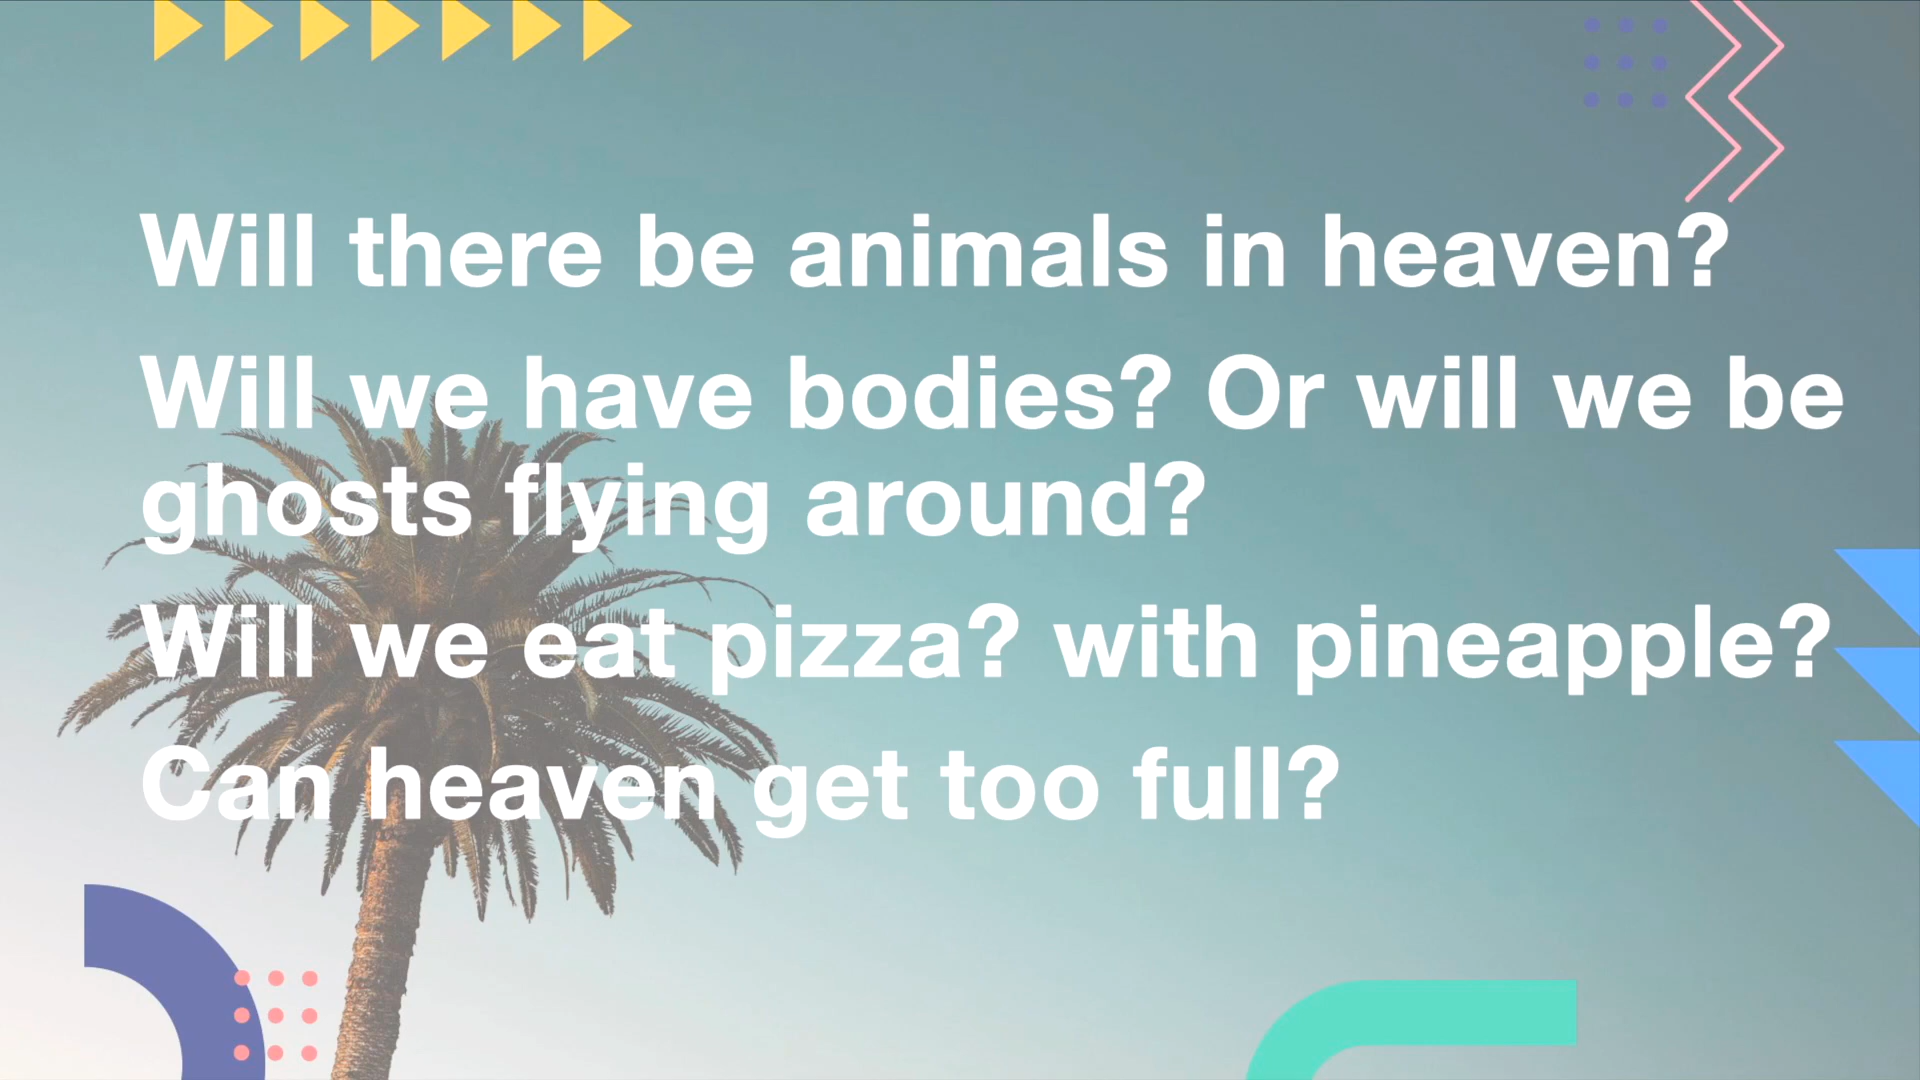 Will there be animals in heaven?
Will we have bodies? Or will we be
ghosts flying around?
Will we eat pizza? with pineapple?
Can heaven get too full?